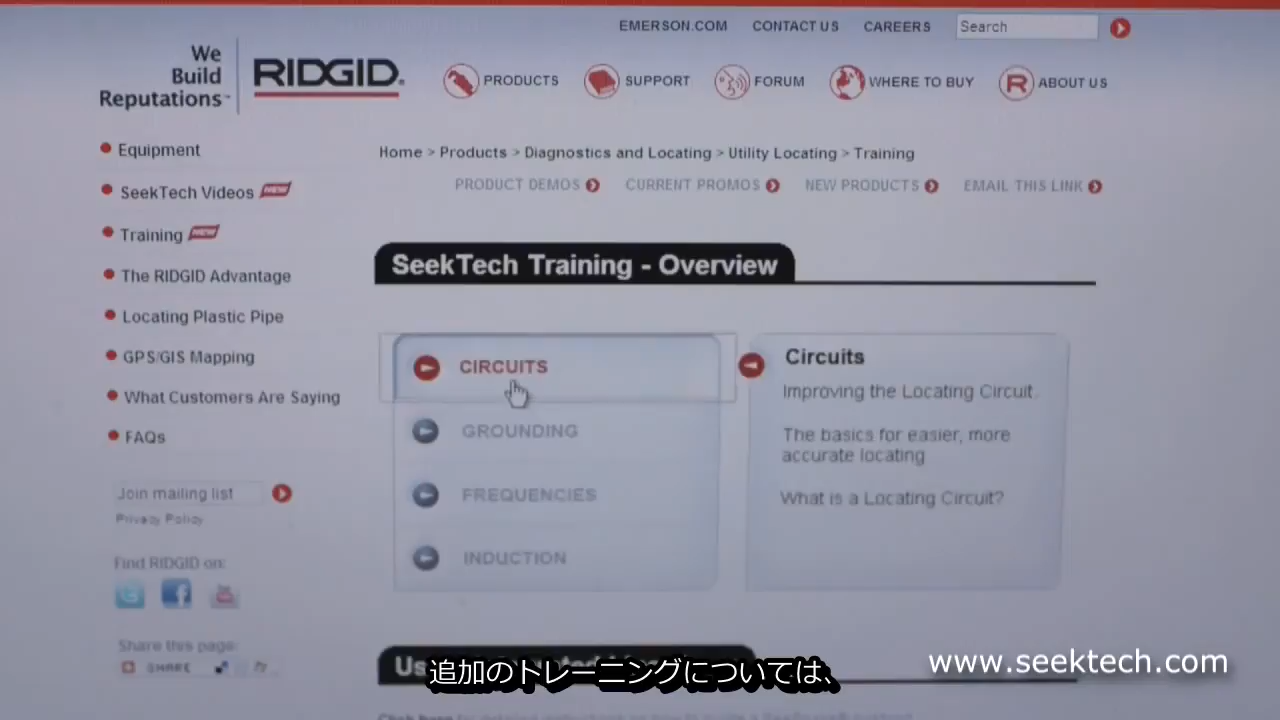 EMERSON.COM CONTACT US CAREERS Search
We
Build
Reputations™
RIDGID®
PRODUCTS SUPPORT FORUM WHERE TO BUY ABOUT US
Home > Products > Diagnostics and Locating > Utility Locating > Training
PRODUCT DEMOS CURRENT PROMOS NEW PRODUCTS EMAIL THIS LINK
Equipment
SeekTech Videos NEW
Training NEW
The RIDGID Advantage
Locating Plastic Pipe
GPS/GIS Mapping
What Customers Are Saying
FAQs
Join mailing list
Privacy Policy
Find RIDGID on:
Share this page:
SHARE
SeekTech Training - Overview
CIRCUITS
GROUNDING
FREQUENCIES
INDUCTION
Circuits
Improving the Locating Circuit
The basics for easier, more
accurate locating
What is a Locating Circuit?
www.seektech.com
追加のトレーニングについては、